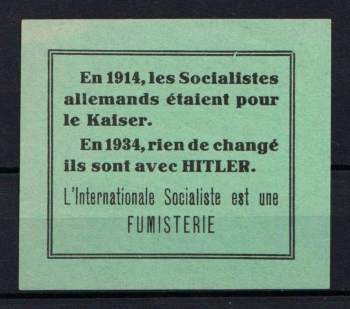 En 1914, les Socialistes
allemands étaient pour
le Kaiser.
En 1934, rien de changé
ils sont avec HITLER.
L'Internationale Socialiste est une
FUMISTERIE